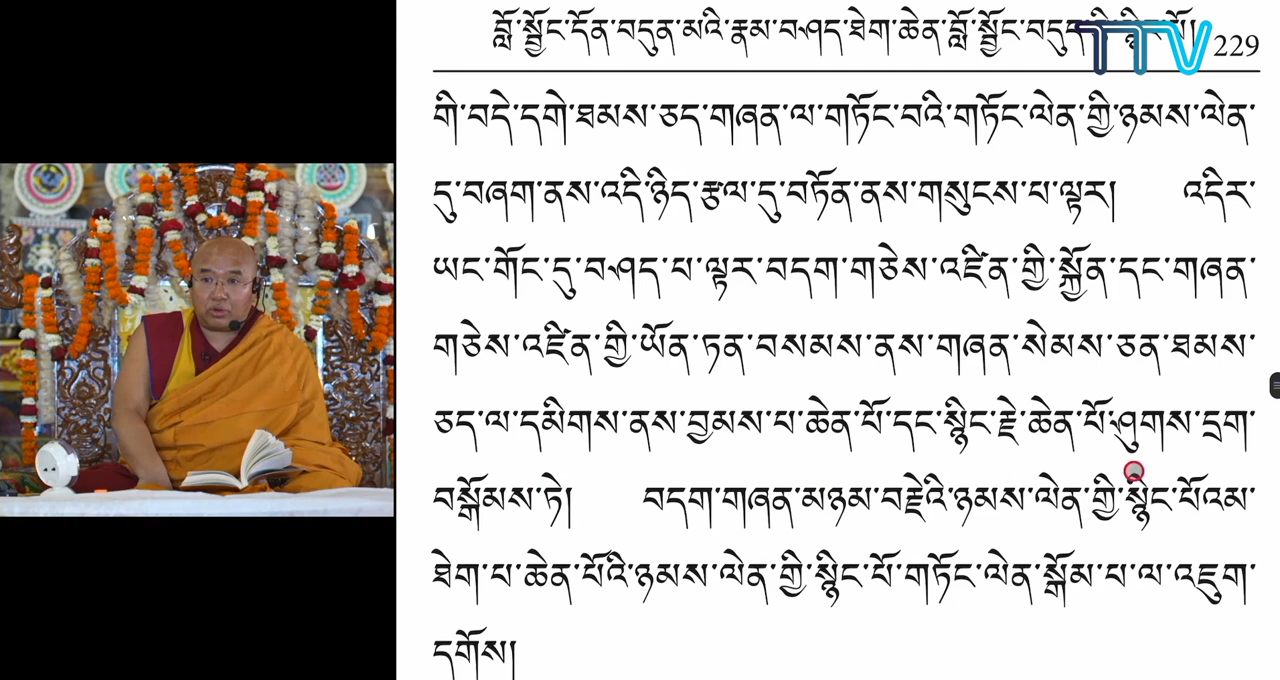 བློ་སྦྱོང་དོན་བདུན་མའི་རྣམ་བཤད་ཐེག་ཆེན་བློ་སྦྱོང་བདུད་རྩིའི་སྙིང་པོ། TTV 229
གི་བདེ་དགེ་ཐམས་ཅད་གཞན་ལ་གཏོང་བའི་གཏོང་ལེན་གྱི་ཉམས་ལེན་
དུ་བཞག་ནས་འདི་ཉིད་རྩལ་དུ་བཏོན་ནས་གསུངས་པ་ལྟར། འདིར་
ཡང་གོང་དུ་བཤད་པ་ལྟར་བདག་གཅེས་འཛིན་གྱི་སྐྱོན་དང་གཞན་
གཅེས་འཛིན་གྱི་ཡོན་ཏན་བསམས་ནས་གཞན་སེམས་ཅན་ཐམས་
ཅད་ལ་དམིགས་ནས་བྱམས་པ་ཆེན་པོ་དང་སྙིང་རྗེ་ཆེན་པོ་ཤུགས་དྲག་
བསྒོམས་ཏེ། བདག་གཞན་མཉམ་བརྗེའི་ཉམས་ལེན་གྱི་སྙིང་པོའམ་
ཐེག་པ་ཆེན་པོའི་ཉམས་ལེན་གྱི་སྙིང་པོ་གཏོང་ལེན་སྒོམ་པ་ལ་འཇུག་
དགོས།